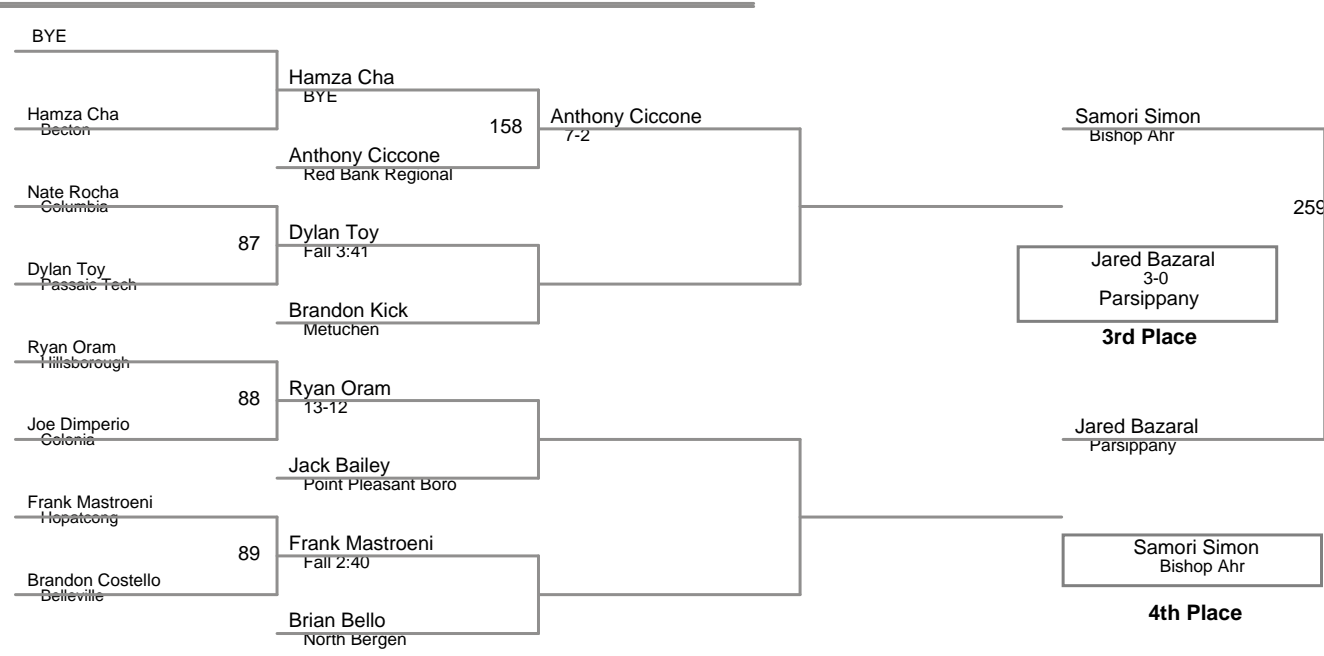 BYE
Hamza Cha
BYE
Hamza Cha
Becton
158
Anthony Ciccone
7-2
Samori Simon
Bishop Ahr
Anthony Ciccone
Red Bank Regional
Nate Rocha
Columbia
259
87
Dylan Toy
Fall 3:41
Dylan Toy
Passaic Tech
Jared Bazaral
3-0
Parsippany
Brandon Kick
Metuchen
3rd Place
Ryan Oram
Hillsborough
88
Ryan Oram
13-12
Joe Dimperio
Colonia
Jared Bazaral
Parsippany
Jack Bailey
Point Pleasant Boro
Frank Mastroeni
Hopatcong
89
Frank Mastroeni
Fall 2:40
Samori Simon
Bishop Ahr
Brandon Costello
Belleville
4th Place
Brian Bello
North Bergen